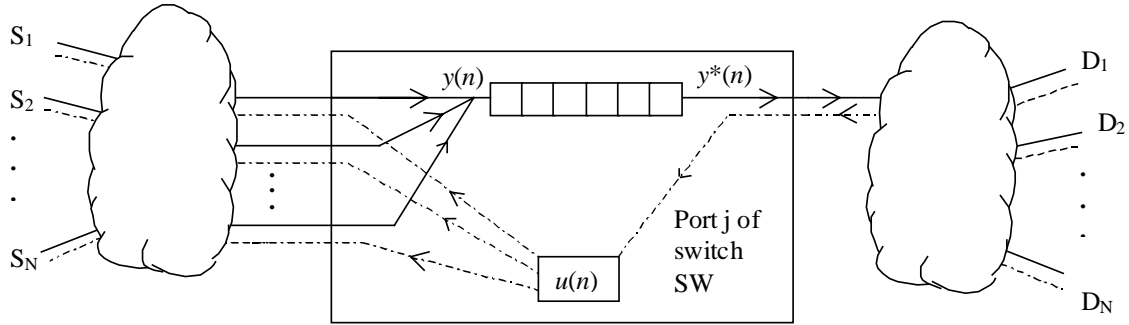 S1
S2
SN
y(n)
y*(n)
u(n)
Port j of
switch
SW
D1
D2
DN